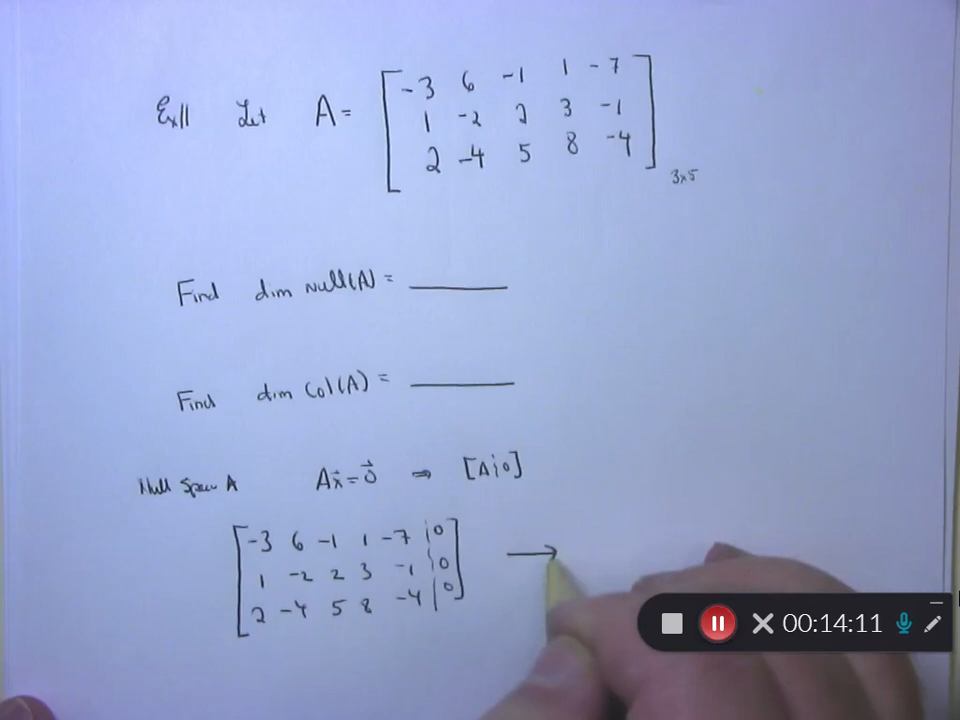 Ex// Let A = [ -3 6 -1 1 -7
1 -2 2 3 -1
2 -4 5 8 -4 ] 3x5
Find dim Null(A) = ______
Find dim Col(A) = ______
Null Space A Ax⃗ = 0⃗ ⇒ [A|0]
[ -3 6 -1 1 -7 | 0
1 -2 2 3 -1 | 0
2 -4 5 8 -4 | 0 ] →
00:14:11